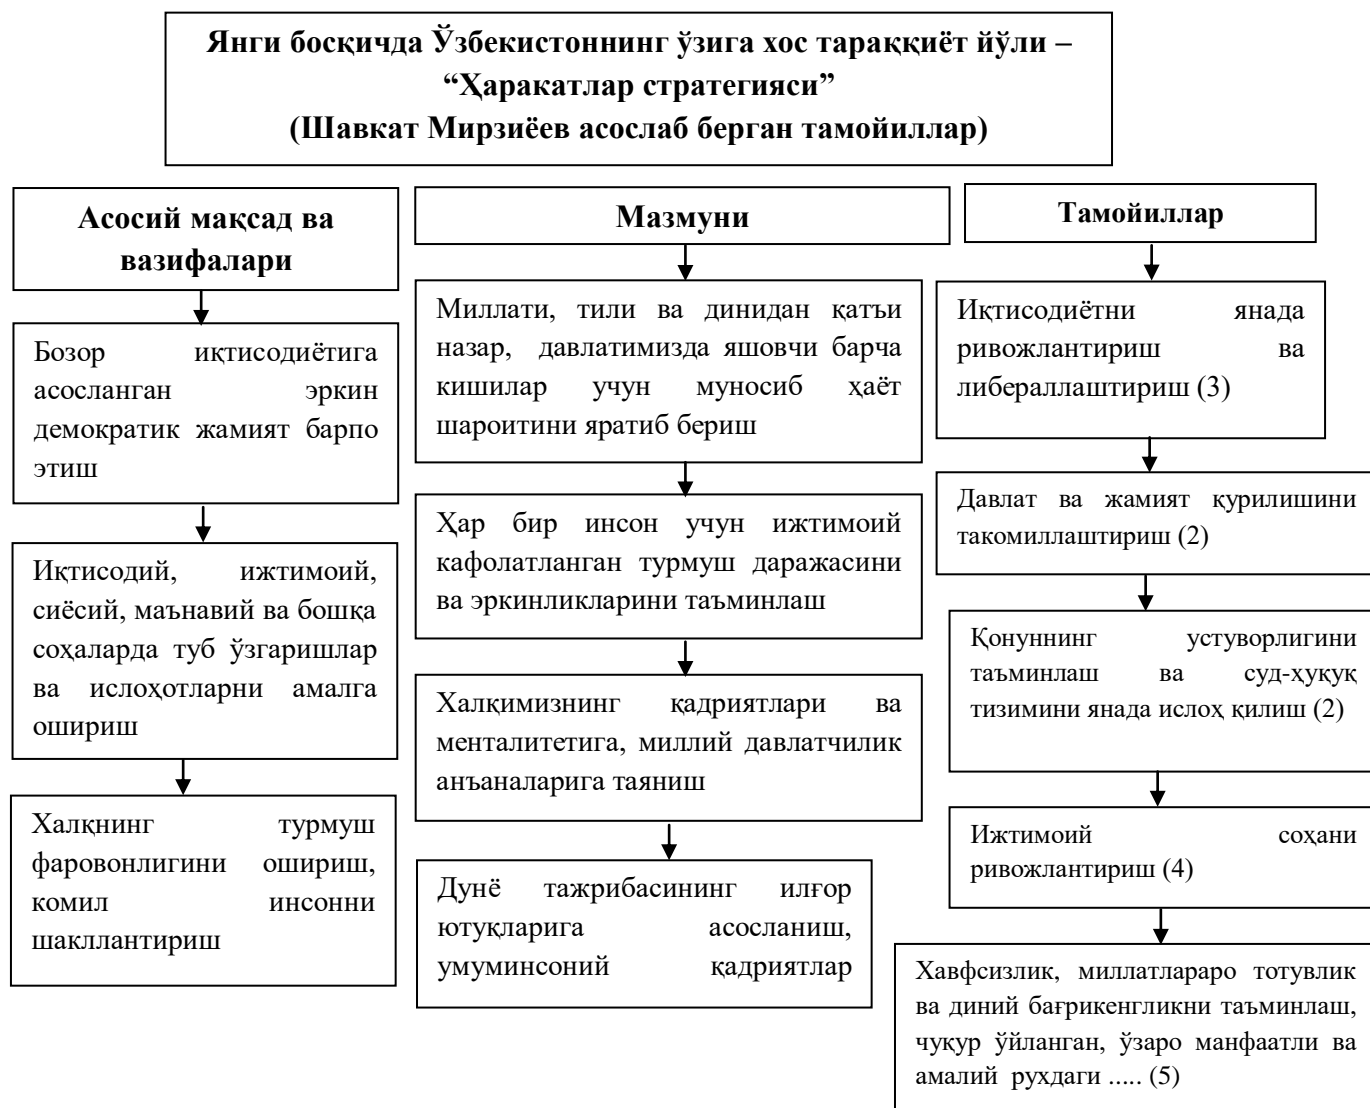 Янги босқичда Ўзбекистоннинг ўзига хос тараққиёт йўли –
“Ҳаракатлар стратегияси”
(Шавкат Мирзиёев асослаб берган тамойиллар)
Асосий мақсад ва
вазифалари
Бозор иқтисодиётига
асосланган эркин
демократик жамият барпо
этиш
Иқтисодий, ижтимоий,
сиёсий, маънавий ва бошқа
соҳаларда туб ўзгаришлар
ва ислоҳотларни амалга
ошириш
Халқнинг турмуш
фаровонлигини ошириш,
комил инсонни
шакллантириш
Мазмуни
Миллати, тили ва динидан қатъи
назар, давлатимизда яшовчи барча
кишилар учун муносиб ҳаёт
шароитини яратиб бериш
Ҳар бир инсон учун ижтимоий
кафолатланган турмуш даражасини
ва эркинликларини таъминлаш
Халқимизнинг қадриятлари ва
менталитетига, миллий давлатчилик
анъаналарига таяниш
Дунё тажрибасининг илғор
ютуқларига асосланиш,
умуминсоний қадриятлар
Тамойиллар
Иқтисодиётни янада
ривожлантириш ва
либераллаштириш (3)
Давлат ва жамият қурилишини
такомиллаштириш (2)
Қонуннинг устуворлигини
таъминлаш ва суд-ҳуқуқ
тизимини янада ислоҳ қилиш (2)
Ижтимоий соҳани
ривожлантириш (4)
Хавфсизлик, миллатлараро тотувлик
ва диний бағрикенгликни таъминлаш,
чуқур ўйланган, ўзаро манфаатли ва
амалий рухдаги ..... (5)